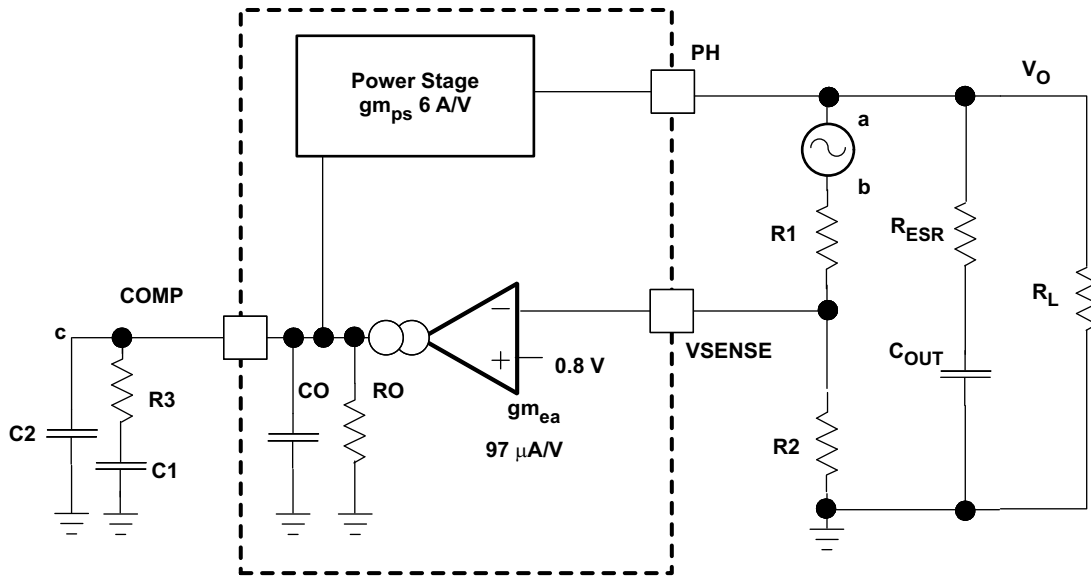 Power Stage
gm_ps 6 A/V
PH
V_O
a
b
R1
R_ESR
R_L
COMP
c
VSENSE
−
+
0.8 V
C_OUT
CO
RO
gm_ea
R3
C2
C1
97 μA/V
R2